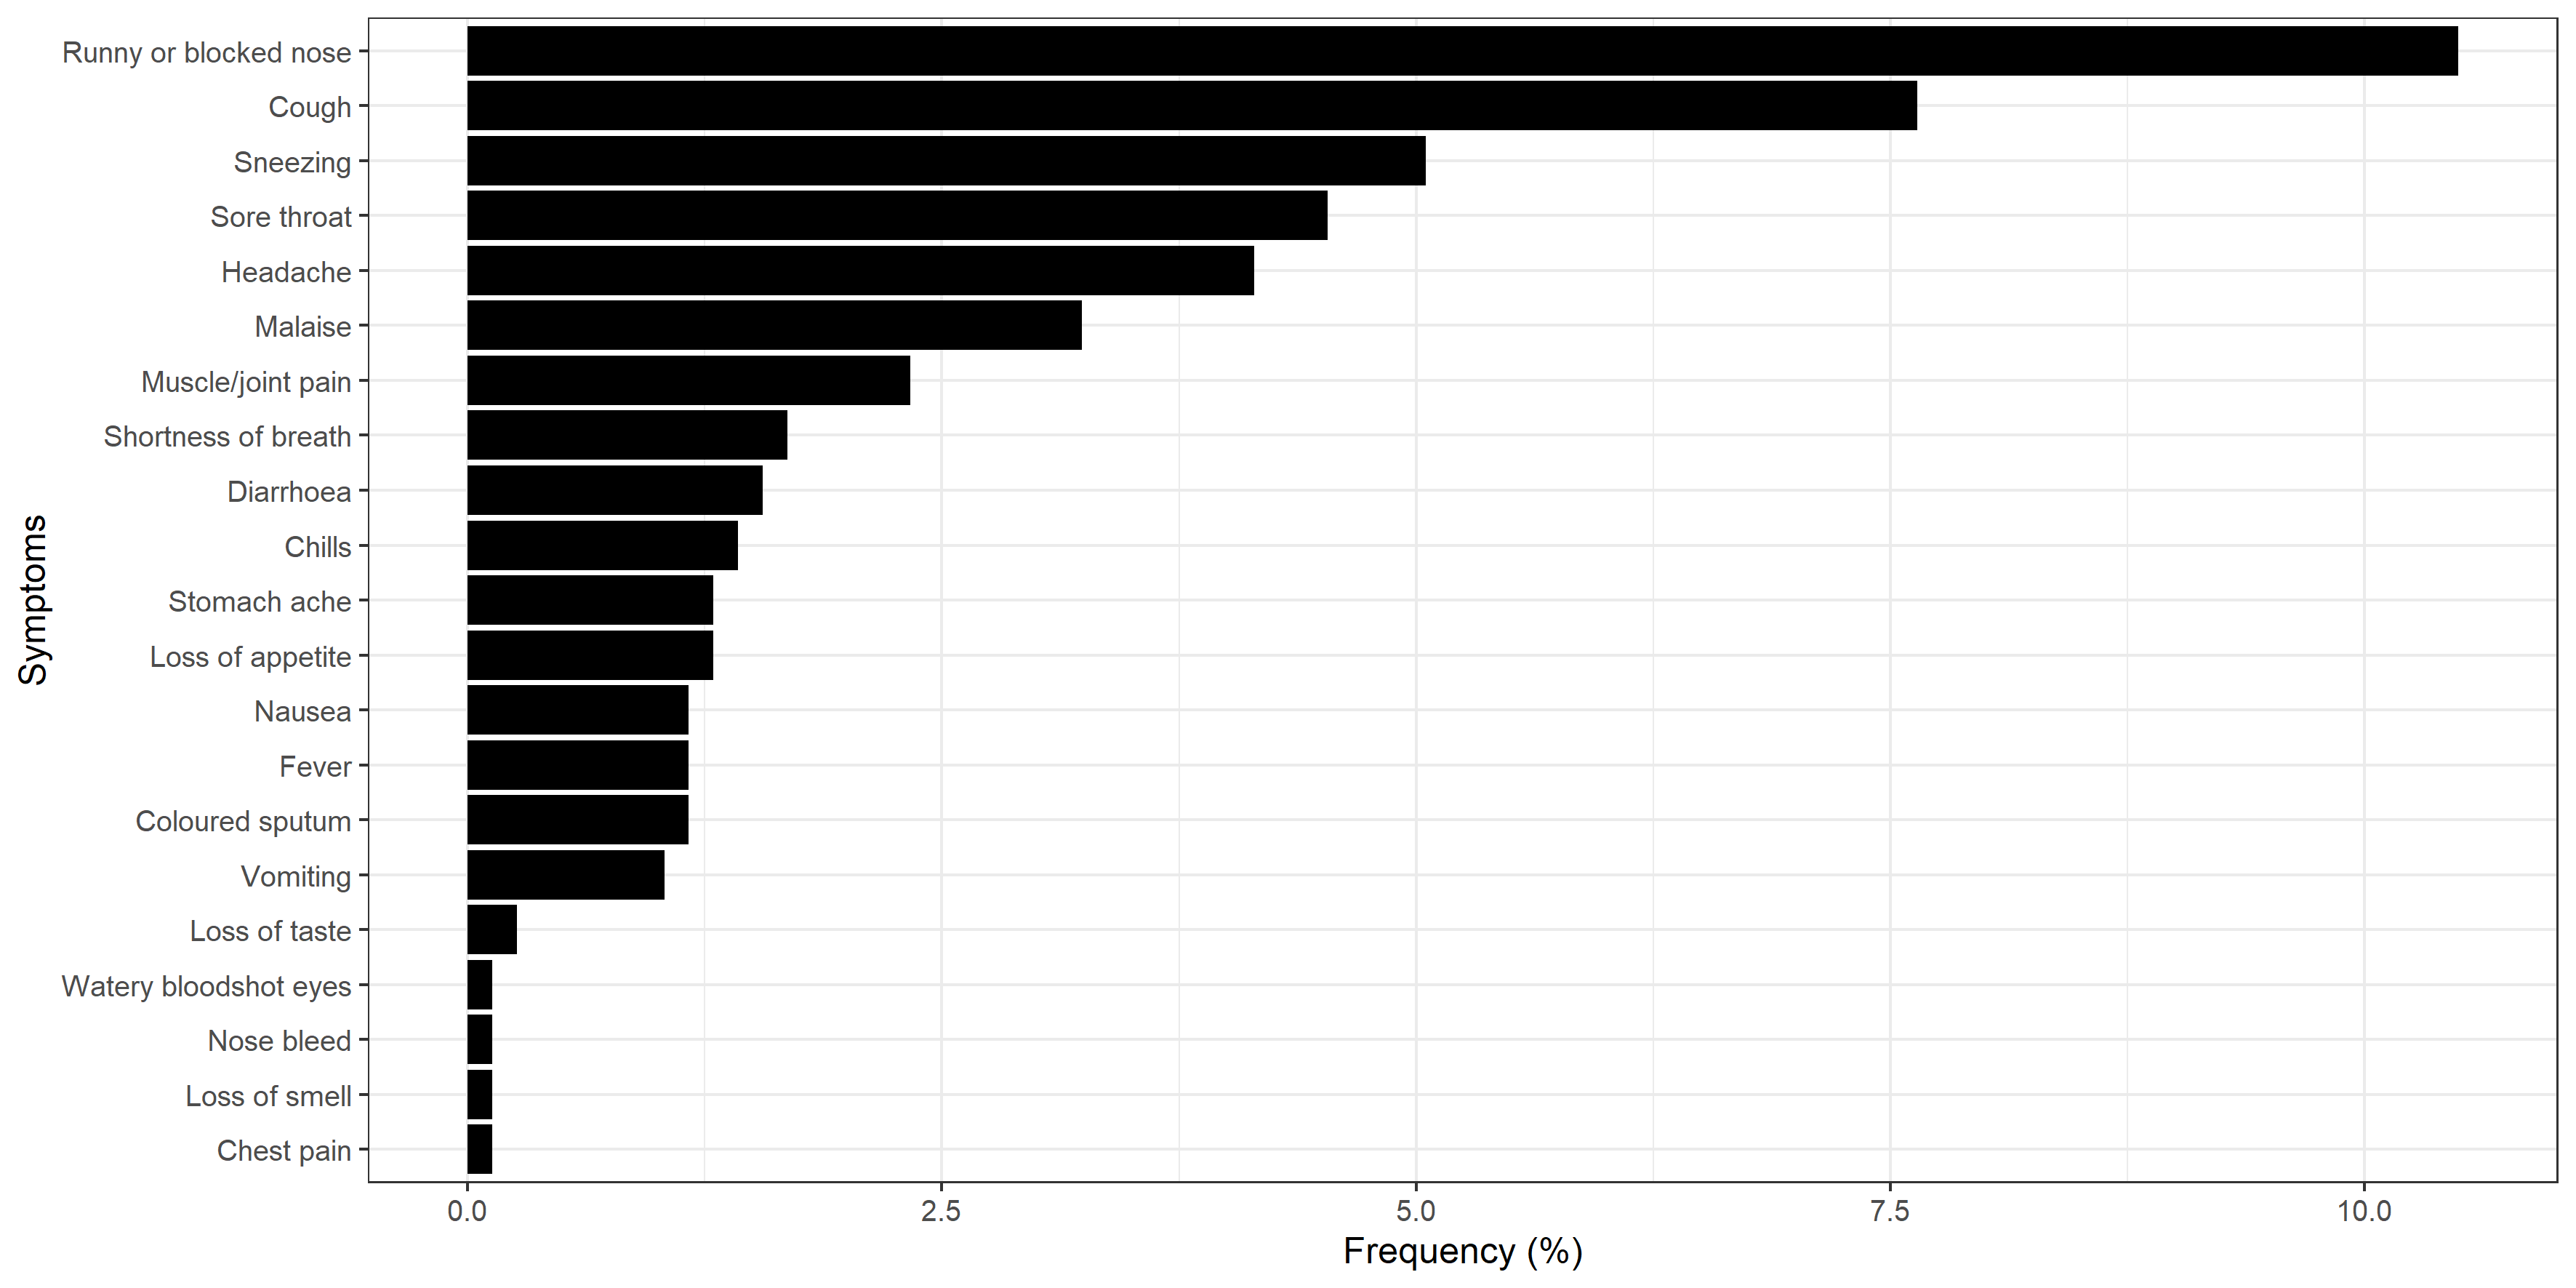 Runny or blocked nose
Cough
Sneezing
Sore throat
Headache
Malaise
Muscle/joint pain
Shortness of breath
Diarrhoea
Chills
Stomach ache
Loss of appetite
Nausea
Fever
Coloured sputum
Vomiting
Loss of taste
Watery bloodshot eyes
Nose bleed
Loss of smell
Chest pain
Symptoms
0.0 2.5 5.0 7.5 10.0
Frequency (%)